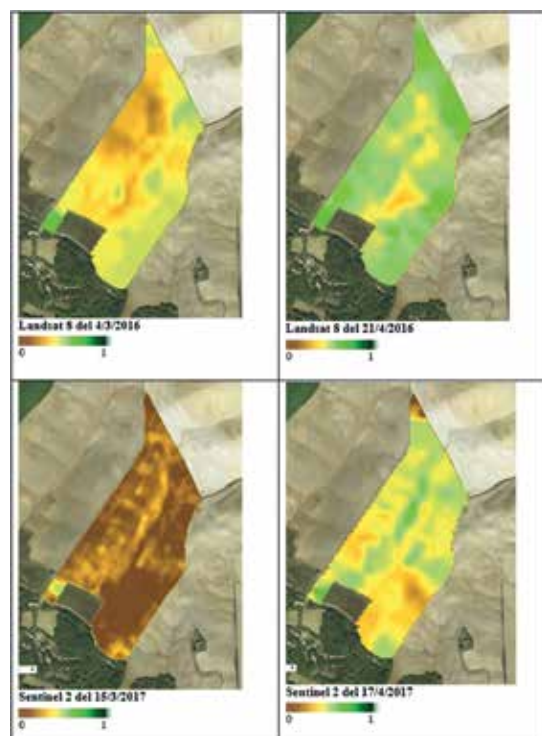 Landsat 8 del 4/3/2016
0 1
Landsat 8 del 21/4/2016
0 1
Sentinel 2 del 15/3/2017
0 1
Sentinel 2 del 17/4/2017
0 1